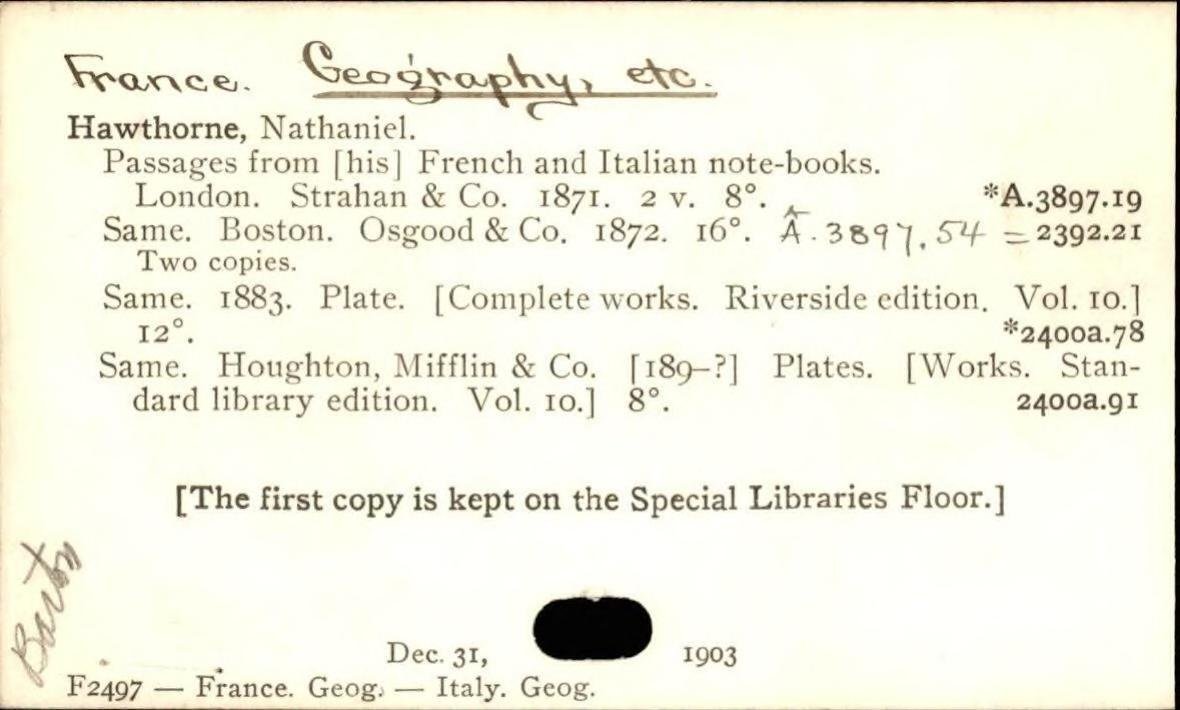 France. Geography, etc.
Hawthorne, Nathaniel.
Passages from [his] French and Italian note-books.
London. Strahan & Co. 1871. 2 v. 8°. *A.3897.19
Same. Boston. Osgood & Co. 1872. 16°. A.3897.54 = 2392.21
Two copies.
Same. 1883. Plate. [Complete works. Riverside edition. Vol. 10.]
12°. *2400a.78
Same. Houghton, Mifflin & Co. [189-?] Plates. [Works. Stan-
dard library edition. Vol. 10.] 8°. 2400a.91
[The first copy is kept on the Special Libraries Floor.]
Barton
Dec. 31, 1903
F2497 — France. Geog. — Italy. Geog.